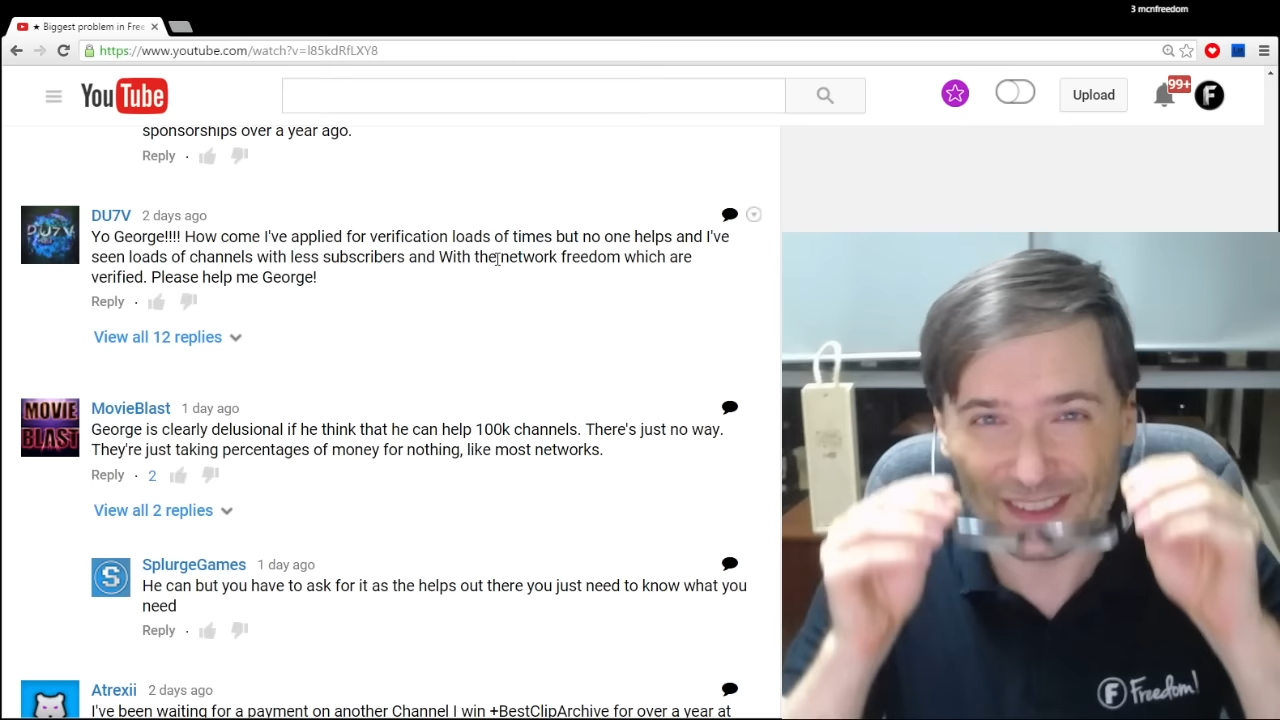 3 mcnfreedom
★ Biggest problem in Free
https://www.youtube.com/watch?v=l85kdRfLXY8
YouTube
Upload
99+
F
sponsorships over a year ago.
Reply ·
DU7V 2 days ago
Yo George!!!! How come I've applied for verification loads of times but no one helps and I've
seen loads of channels with less subscribers and With the network freedom which are
verified. Please help me George!
Reply ·
View all 12 replies
MOVIE
BLAST
MovieBlast 1 day ago
George is clearly delusional if he think that he can help 100k channels. There's just no way.
They're just taking percentages of money for nothing, like most networks.
Reply · 2
View all 2 replies
S
SplurgeGames 1 day ago
He can but you have to ask for it as the helps out there you just need to know what you
need
Reply ·
Atrexii 2 days ago
I've been waiting for a payment on another Channel I win +BestClipArchive for over a year at
F Freedom!